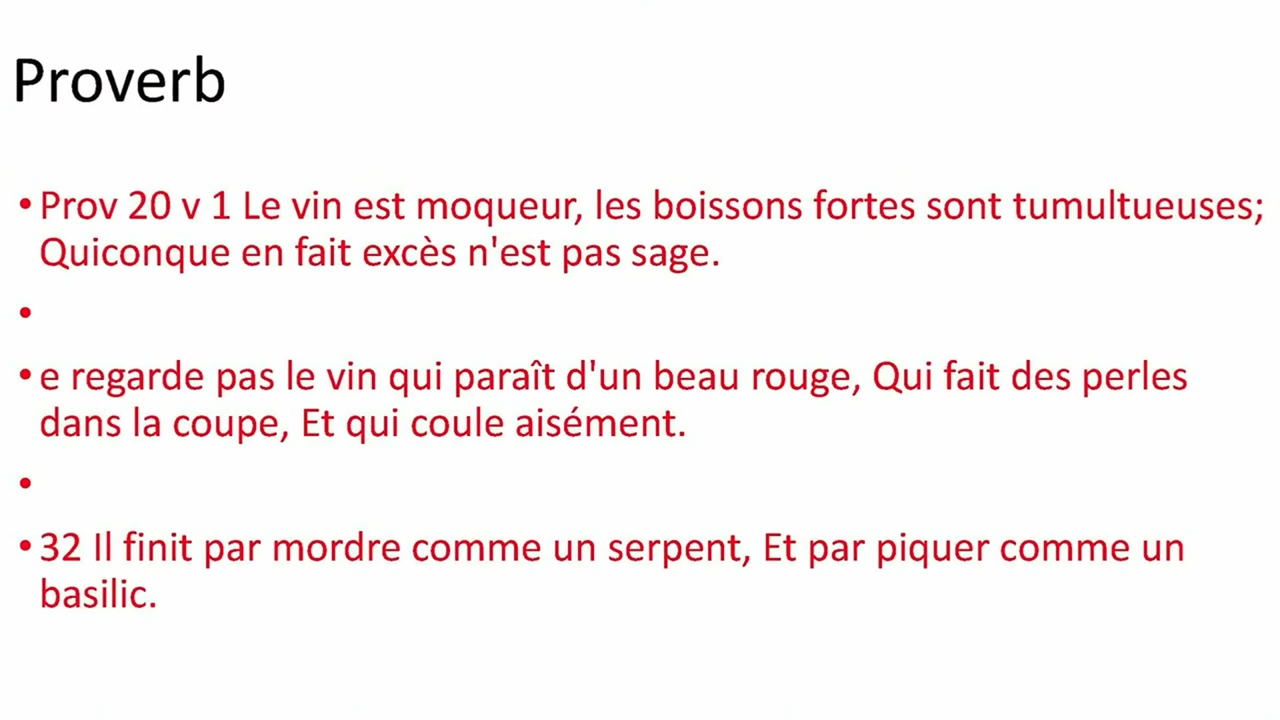 Proverb
• Prov 20 v 1 Le vin est moqueur, les boissons fortes sont tumultueuses;
Quiconque en fait excès n'est pas sage.
•
• e regarde pas le vin qui paraît d'un beau rouge, Qui fait des perles
dans la coupe, Et qui coule aisément.
•
• 32 Il finit par mordre comme un serpent, Et par piquer comme un
basilic.